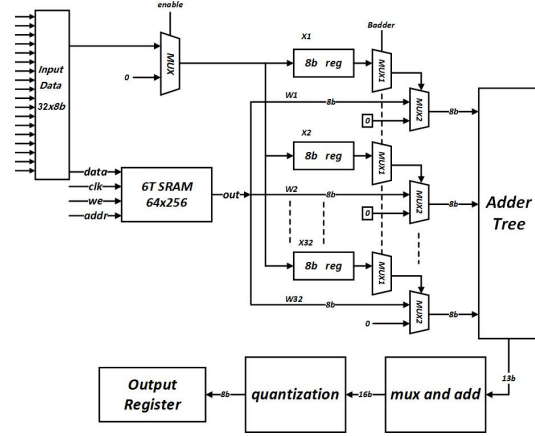 enable
X1
Badder
Input
Data
32x8b
MUX
0
8b reg
MUX1
MUX2
W1
8b
0
8b
X2
8b reg
MUX1
MUX2
W2
8b
0
8b
data
clk
we
addr
6T SRAM
64x256
out
Adder
Tree
X32
8b reg
MUX1
MUX2
W32
8b
0
8b
13b
Output
Register
8b
quantization
16b
mux and add